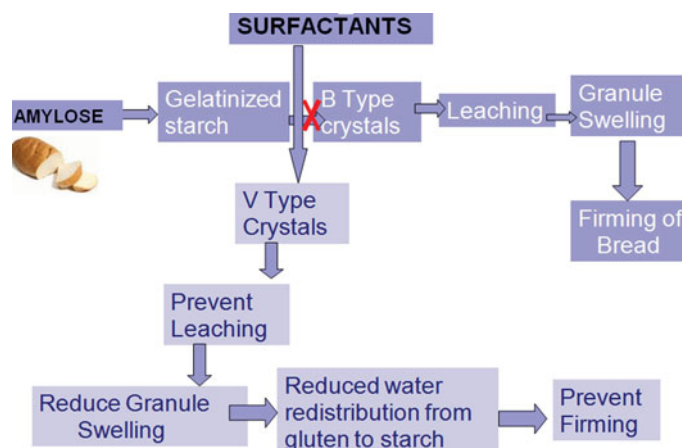 SURFACTANTS
AMYLOSE
Gelatinized
starch
B Type
crystals
Leaching
Granule
Swelling
Firming of
Bread
V Type
Crystals
Prevent
Leaching
Reduce Granule
Swelling
Reduced water
redistribution from
gluten to starch
Prevent
Firming